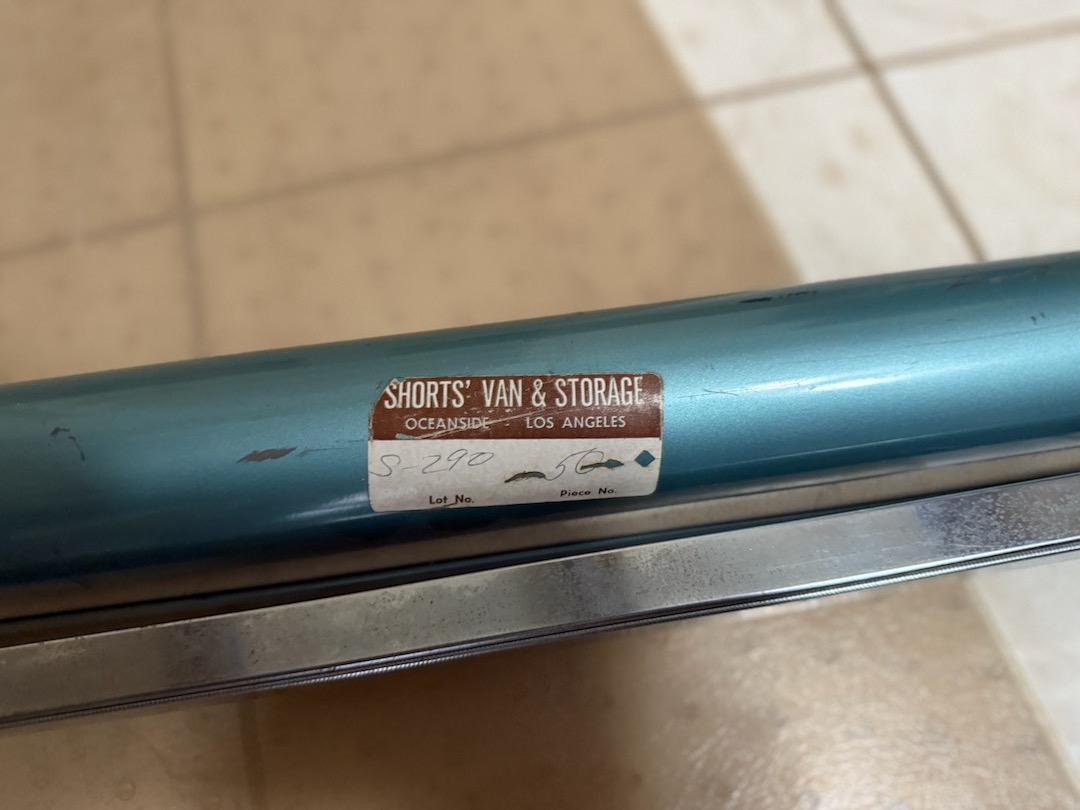 SHORTS' VAN & STORAGE
OCEANSIDE - LOS ANGELES
S-290 50
Lot No. Piece No.